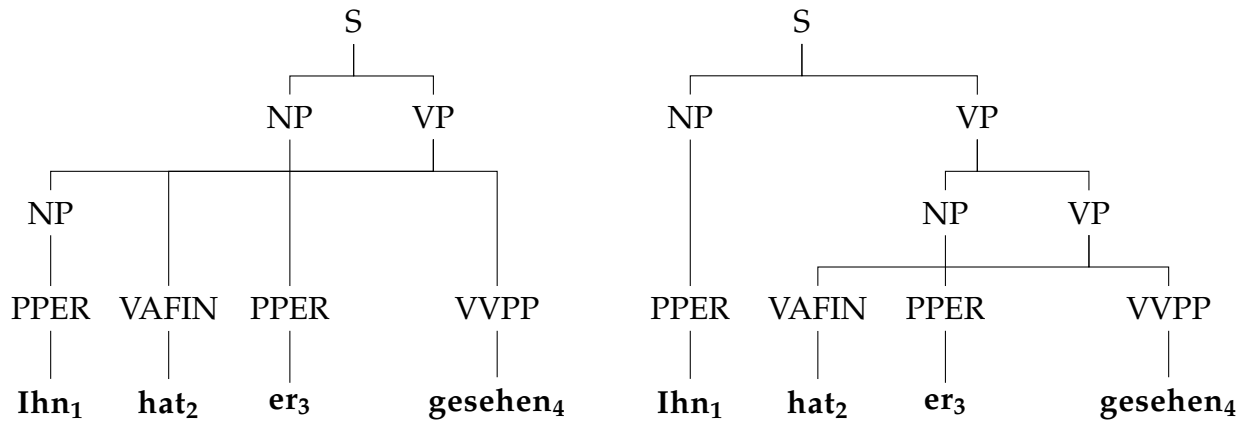 S S
NP VP NP VP
NP NP VP
PPER VAFIN PPER VVPP PPER VAFIN PPER VVPP
Ihn₁ hat₂ er₃ gesehen₄ Ihn₁ hat₂ er₃ gesehen₄